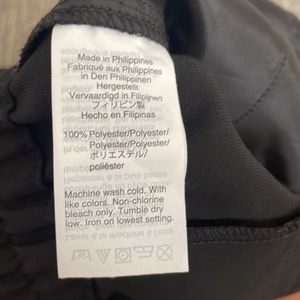 Made in Philippines
Fabriqué aux Philippines
In Den Philippinen
Hergestellt
Vervaardigd in Filipijnen
フィリピン製
Hecho en Filipinas
100% Polyester/Polyester/
Polyester/Polyester/
ポリエステル/
poliéster
Machine wash cold. With
like colors. Non-chlorine
bleach only. Tumble dry
low. Iron on lowest setting.